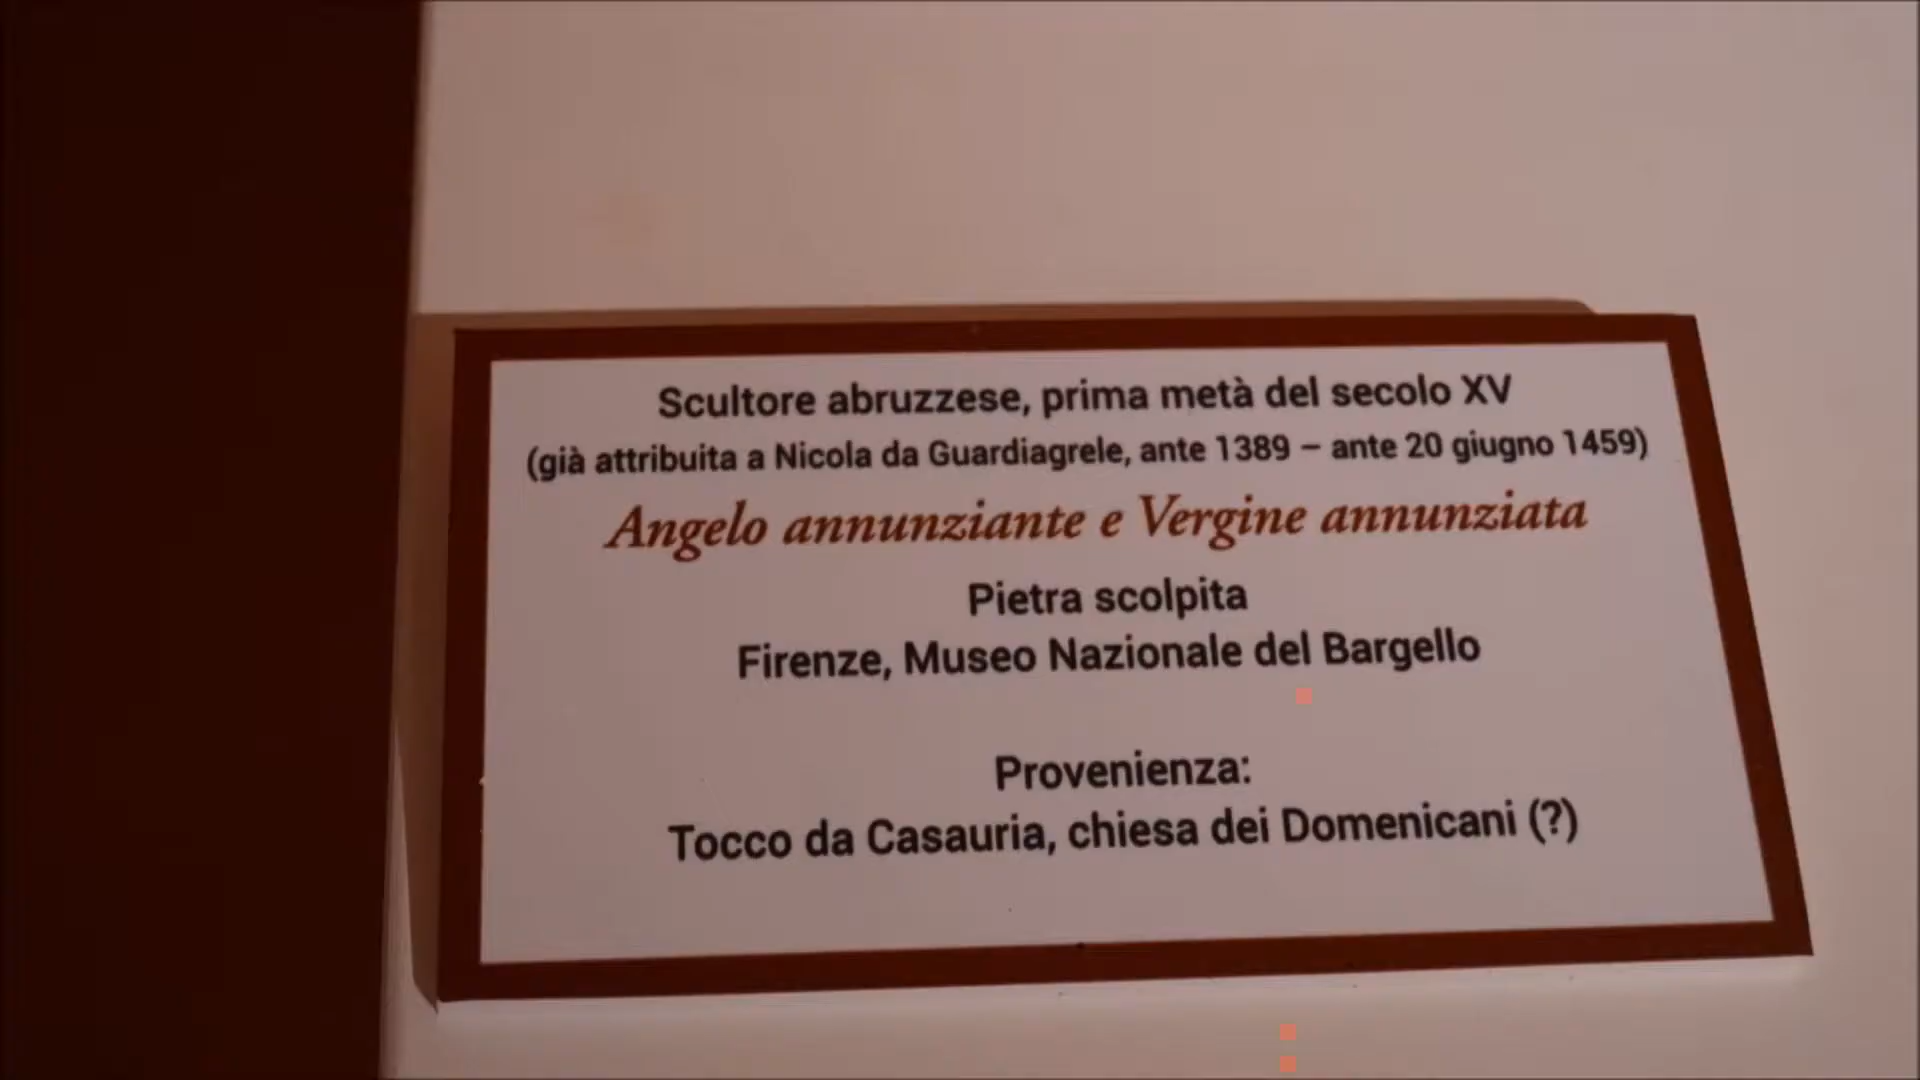 Scultore abruzzese, prima metà del secolo XV
(già attribuita a Nicola da Guardiagrele, ante 1389 – ante 20 giugno 1459)
Angelo annunziante e Vergine annunziata
Pietra scolpita
Firenze, Museo Nazionale del Bargello
Provenienza:
Tocco da Casauria, chiesa dei Domenicani (?)